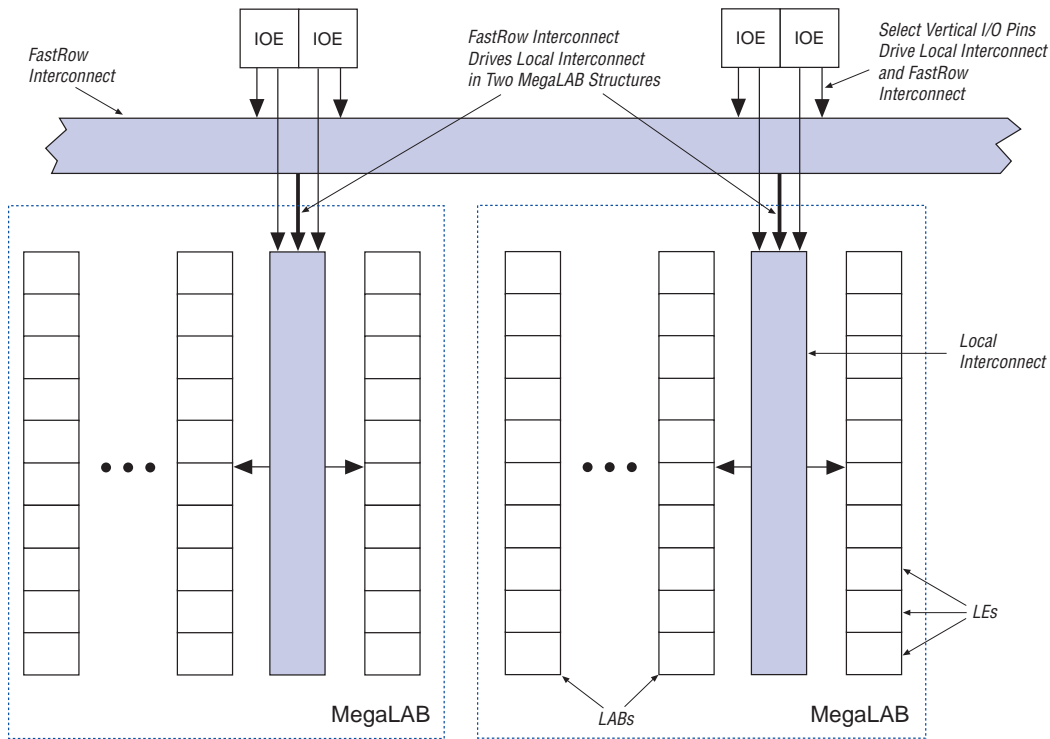 IOE IOE
IOE IOE
FastRow
Interconnect
FastRow Interconnect
Drives Local Interconnect
in Two MegaLAB Structures
Select Vertical I/O Pins
Drive Local Interconnect
and FastRow
Interconnect
Local
Interconnect
LEs
LABs
MegaLAB
MegaLAB